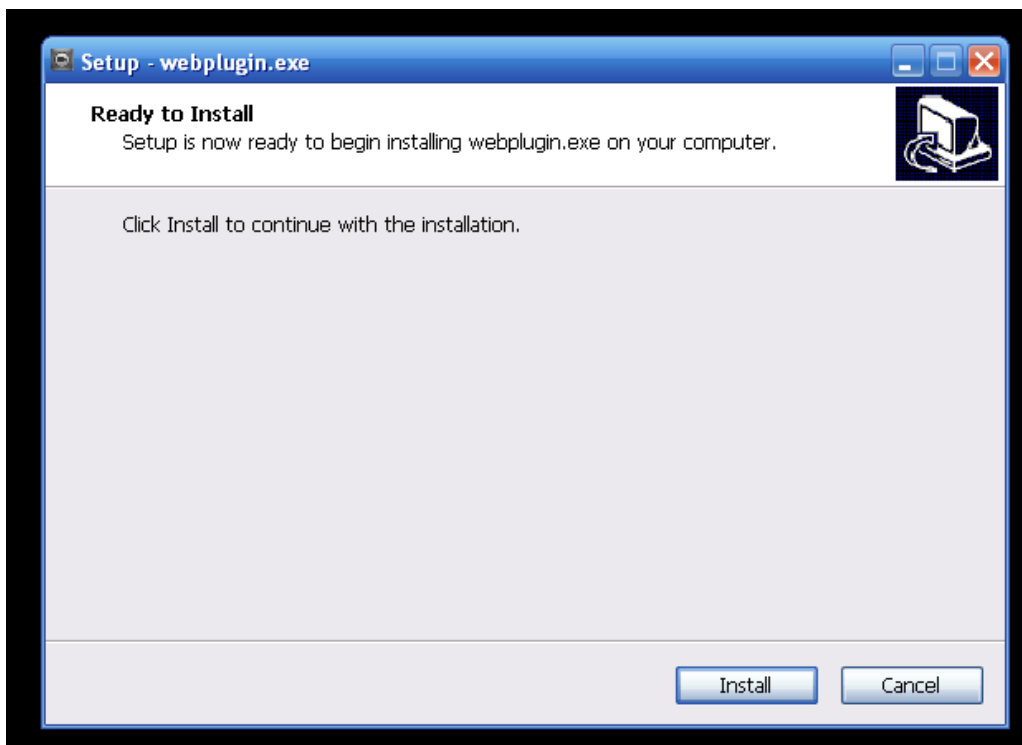 Setup - webplugin.exe
Ready to Install
Setup is now ready to begin installing webplugin.exe on your computer.
Click Install to continue with the installation.
Install
Cancel